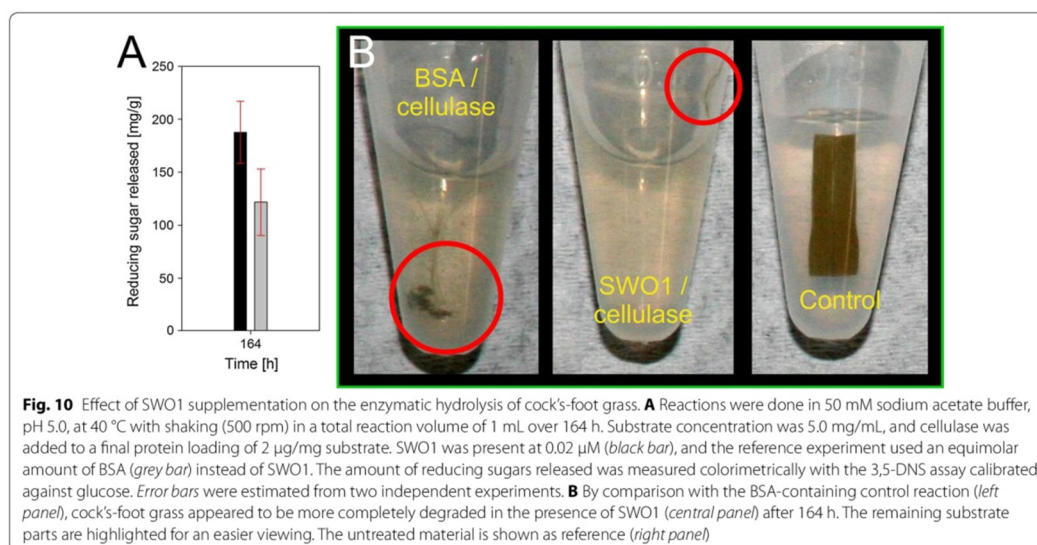 A
B
250
200
150
100
50
0
Reducing sugar released [mg/g]
164
Time [h]
BSA /
cellulase
SWO1 /
cellulase
Control
Fig. 10 Effect of SWO1 supplementation on the enzymatic hydrolysis of cock's-foot grass. A Reactions were done in 50 mM sodium acetate buffer,
pH 5.0, at 40 °C with shaking (500 rpm) in a total reaction volume of 1 mL over 164 h. Substrate concentration was 5.0 mg/mL, and cellulase was
added to a final protein loading of 2 µg/mg substrate. SWO1 was present at 0.02 µM (black bar), and the reference experiment used an equimolar
amount of BSA (grey bar) instead of SWO1. The amount of reducing sugars released was measured colorimetrically with the 3,5-DNS assay calibrated
against glucose. Error bars were estimated from two independent experiments. B By comparison with the BSA-containing control reaction (left
panel), cock's-foot grass appeared to be more completely degraded in the presence of SWO1 (central panel) after 164 h. The remaining substrate
parts are highlighted for an easier viewing. The untreated material is shown as reference (right panel)